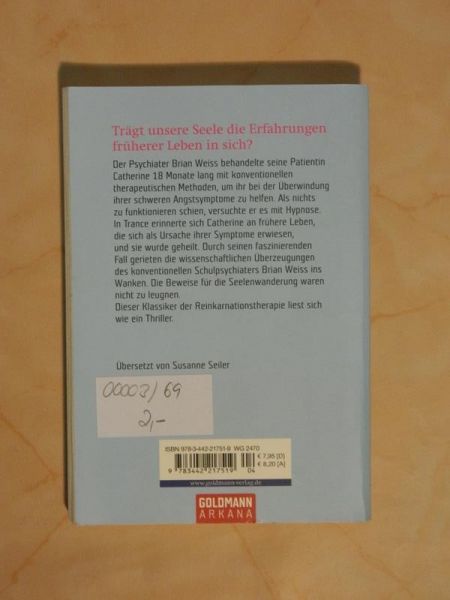 Trägt unsere Seele die Erfahrungen
früherer Leben in sich?
Der Psychiater Brian Weiss behandelte seine Patientin
Catherine 18 Monate lang mit konventionellen
therapeutischen Methoden, um ihr bei der Überwindung
ihrer schweren Angstsymptome zu helfen. Als nichts
zu funktionieren schien, versuchte er es mit Hypnose.
In Trance erinnerte sich Catherine an frühere Leben,
die sich als Ursache ihrer Symptome erwiesen,
und sie wurde geheilt. Durch seinen faszinierenden
Fall gerieten die wissenschaftlichen Überzeugungen
des konventionellen Schulpsychiaters Brian Weiss ins
Wanken. Die Beweise für die Seelenwanderung waren
nicht zu leugnen.
Dieser Klassiker der Reinkarnationstherapie liest sich
wie ein Thriller.
Übersetzt von Susanne Seiler
00003/69
2,-
ISBN 978-3-442-21751-9 WG 2470
€ 7,95 [D]
€ 8,20 [A]
9 783442 217519
04
www.goldmann-verlag.de
GOLDMANN
ARKANA